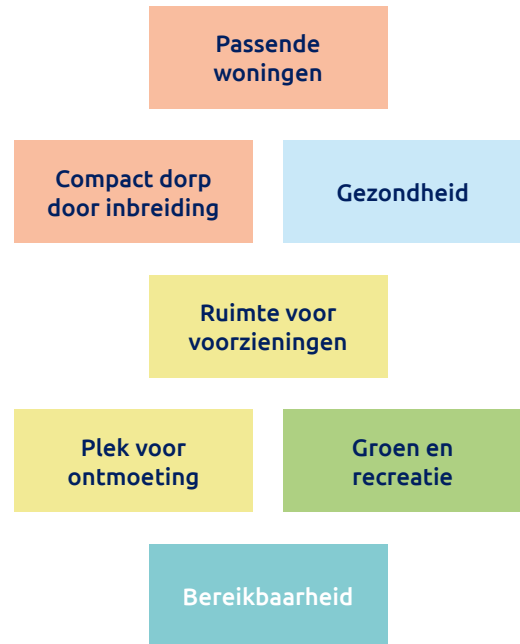 Passende
woningen
Compact dorp
door inbreiding
Gezondheid
Ruimte voor
voorzieningen
Plek voor
ontmoeting
Groen en
recreatie
Bereikbaarheid